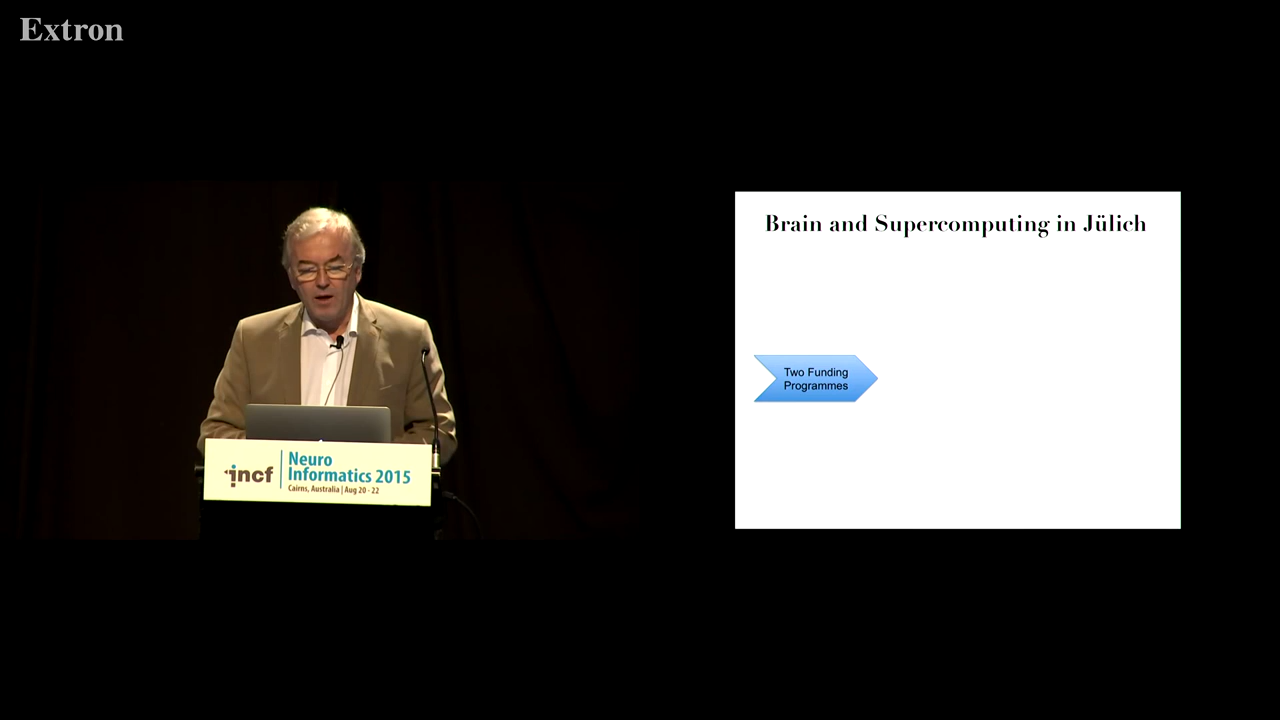 Extron
Brain and Supercomputing in Jülich
Two Funding
Programmes
incf
Neuro
Informatics 2015
Cairns, Australia | Aug 20 - 22